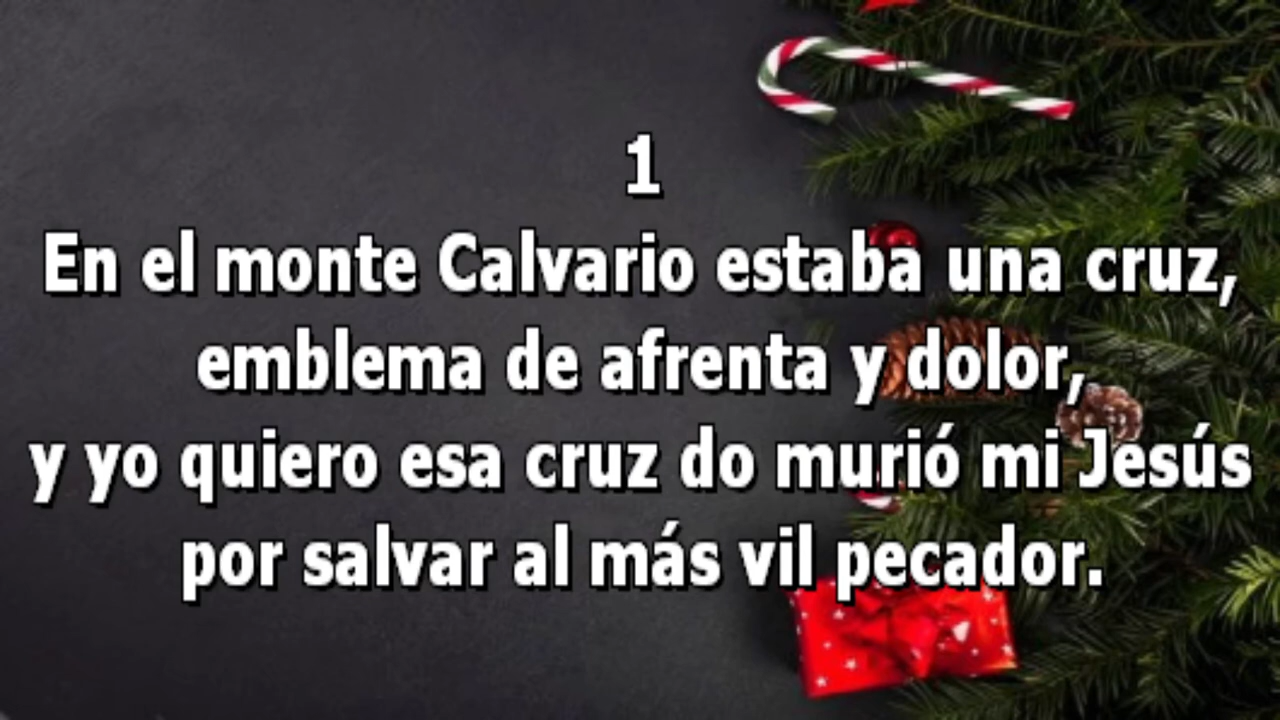 1
En el monte Calvario estaba una cruz,
emblema de afrenta y dolor,
y yo quiero esa cruz do murió mi Jesús
por salvar al más vil pecador.